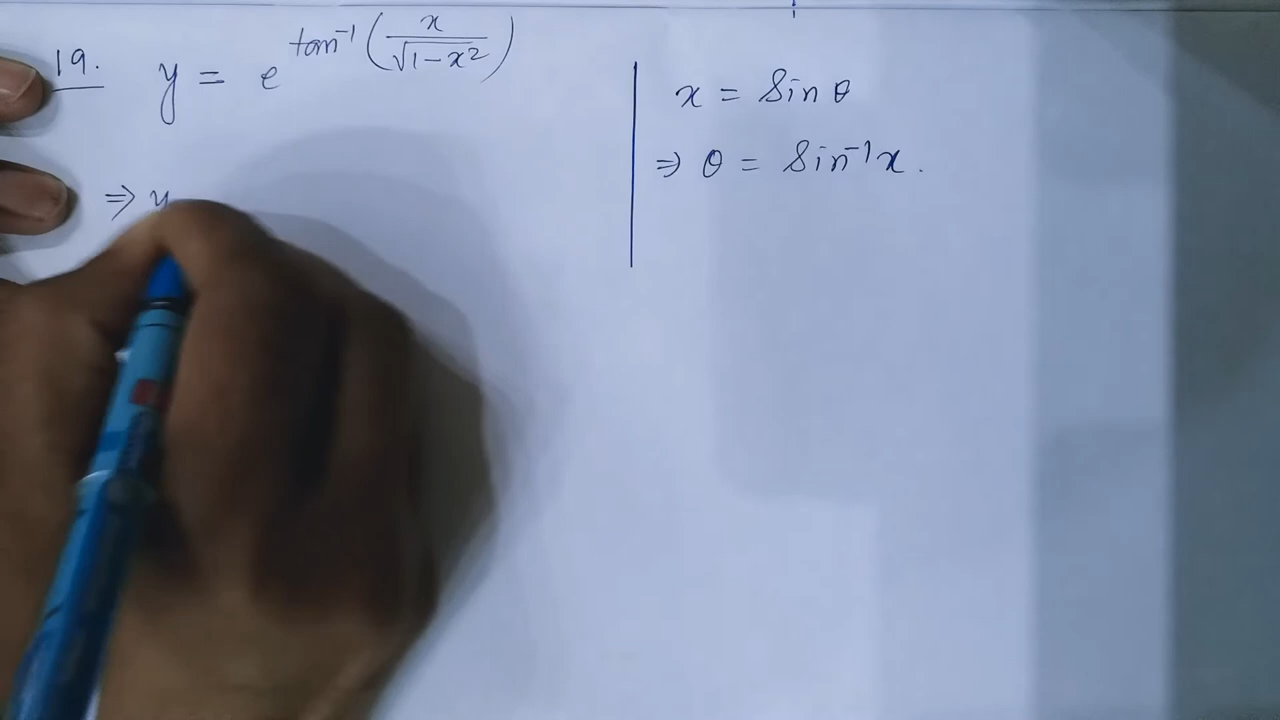 19. y = e^{tan⁻¹(x/√(1-x²))}
⇒ y
x = Sin θ
⇒ θ = Sin⁻¹x.